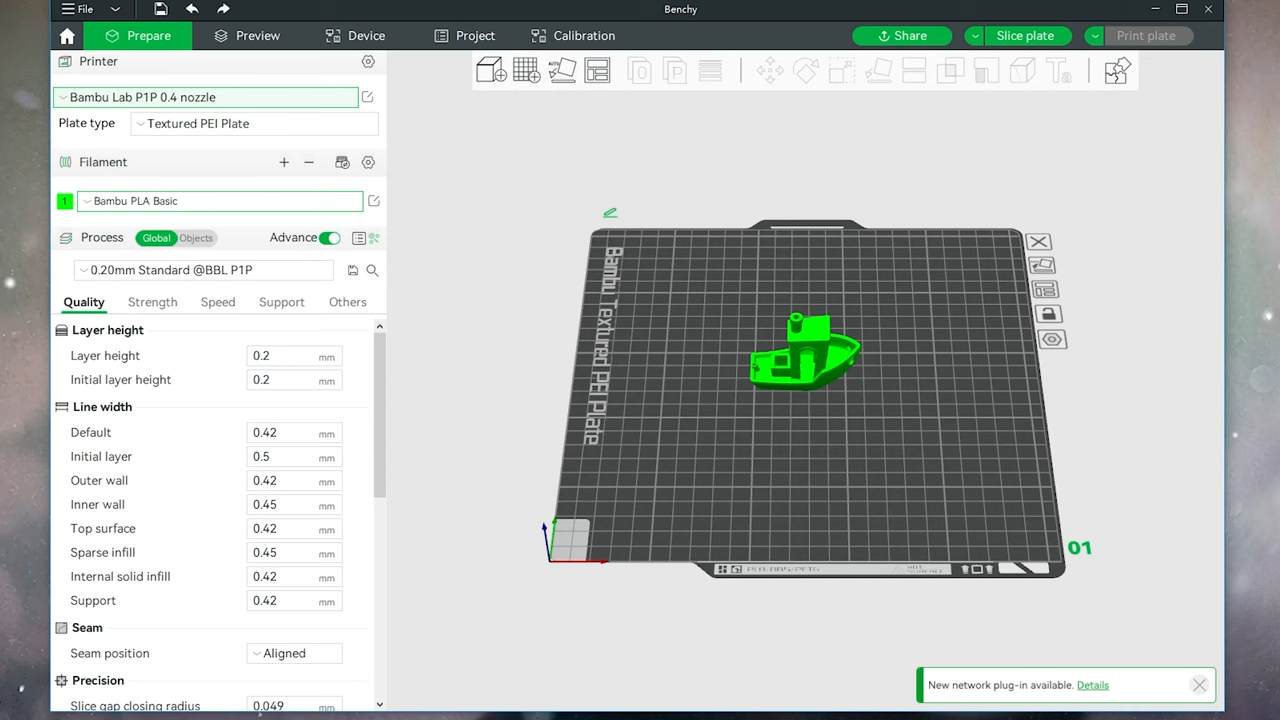 File
Benchy
Prepare
Preview
Device
Project
Calibration
Share
Slice plate
Print plate
Printer
Bambu Lab P1P 0.4 nozzle
Plate type
Textured PEI Plate
Filament
1
Bambu PLA Basic
Process
Global
Objects
Advance
0.20mm Standard @BBL P1P
Quality
Strength
Speed
Support
Others
Layer height
Layer height 0.2 mm
Initial layer height 0.2 mm
Line width
Default 0.42 mm
Initial layer 0.5 mm
Outer wall 0.42 mm
Inner wall 0.45 mm
Top surface 0.42 mm
Sparse infill 0.45 mm
Internal solid infill 0.42 mm
Support 0.42 mm
Seam
Seam position Aligned
Precision
Slice gap closing radius 0.049 mm
AUTO
Bambu Textured PEI Plate
01
New network plug-in available. Details